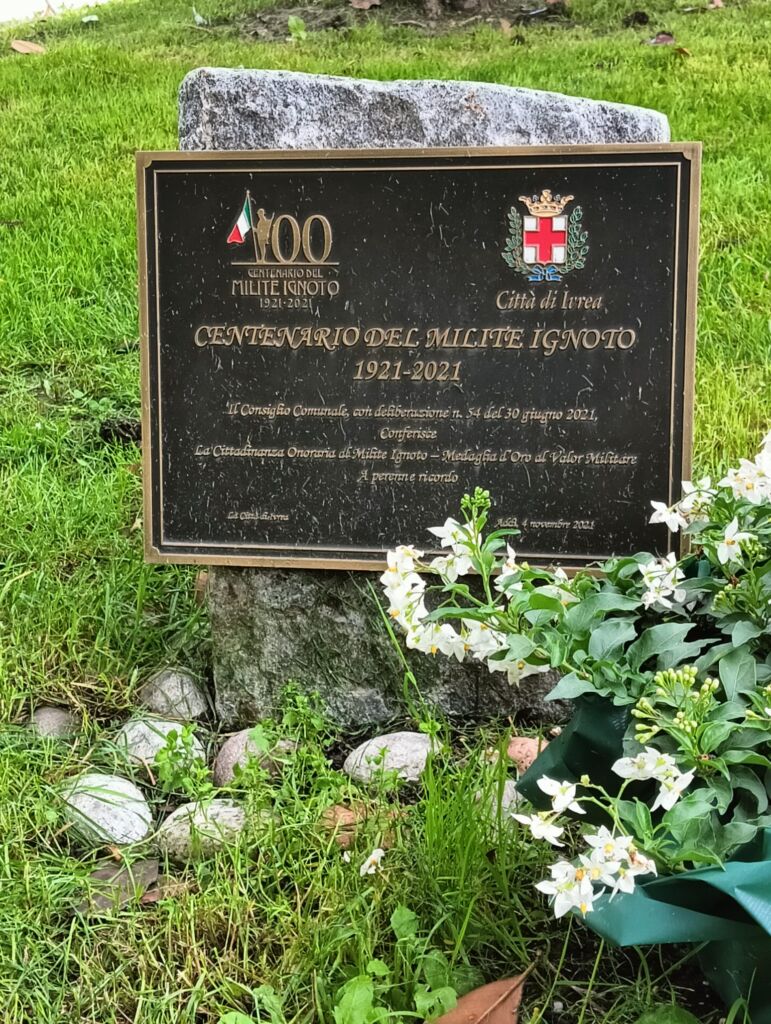 100
CENTENARIO DEL
MILITE IGNOTO
1921·2021
Città di Ivrea
CENTENARIO DEL MILITE IGNOTO
1921-2021
Il Consiglio Comunale, con deliberazione n. 54 del 30 giugno 2021,
Conferisce
La Cittadinanza Onoraria al Milite Ignoto – Medaglia d'Oro al Valor Militare
A perenne ricordo
La Città di Ivrea
Addì, 4 novembre 2021